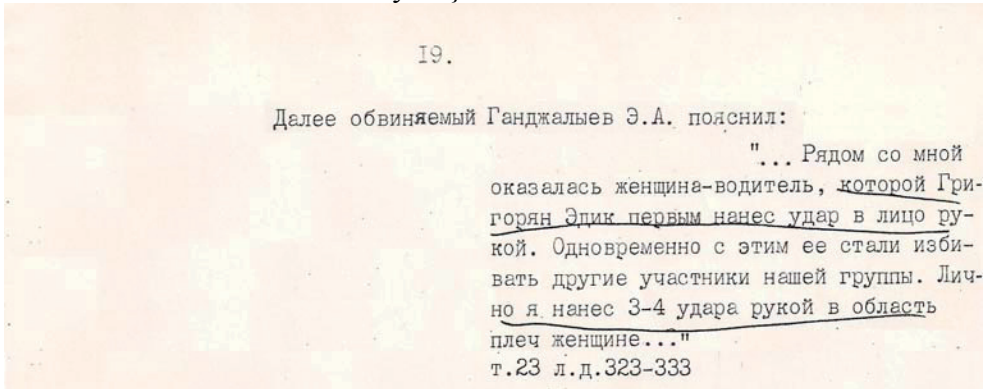 19.
Далее обвиняемый Ганджалыев Э.А. пояснил:
"... Рядом со мной
оказалась женщина-водитель, которой Гри-
горян Эдик первым нанес удар в лицо ру-
кой. Одновременно с этим ее стали изби-
вать другие участники нашей группы. Лич-
но я нанес 3-4 удара рукой в область
плеч женщине..."
т.23 л.д.323-333